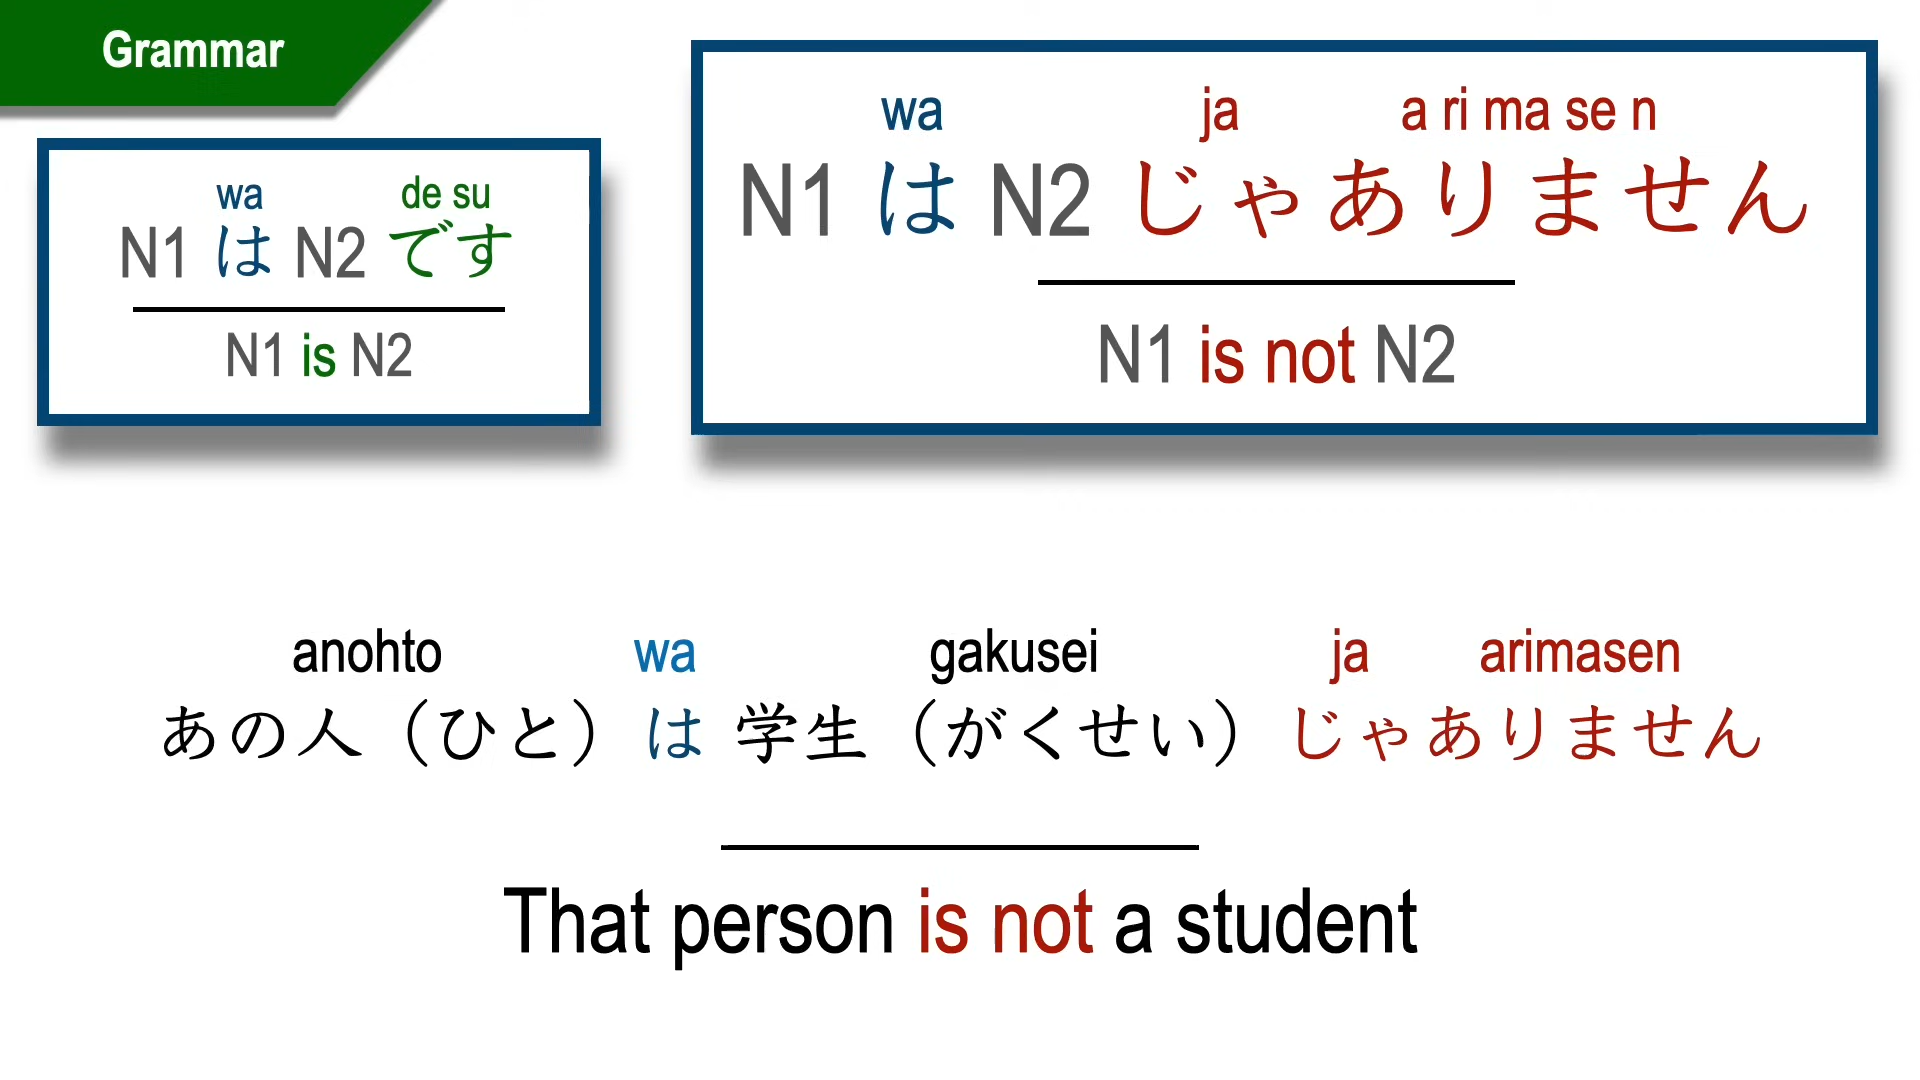 Grammar
wa de su
N1 は N2 です
N1 is N2
wa ja a ri ma se n
N1 は N2 じゃありません
N1 is not N2
anohto wa gakusei ja arimasen
あの人（ひと）は 学生（がくせい）じゃありません
That person is not a student